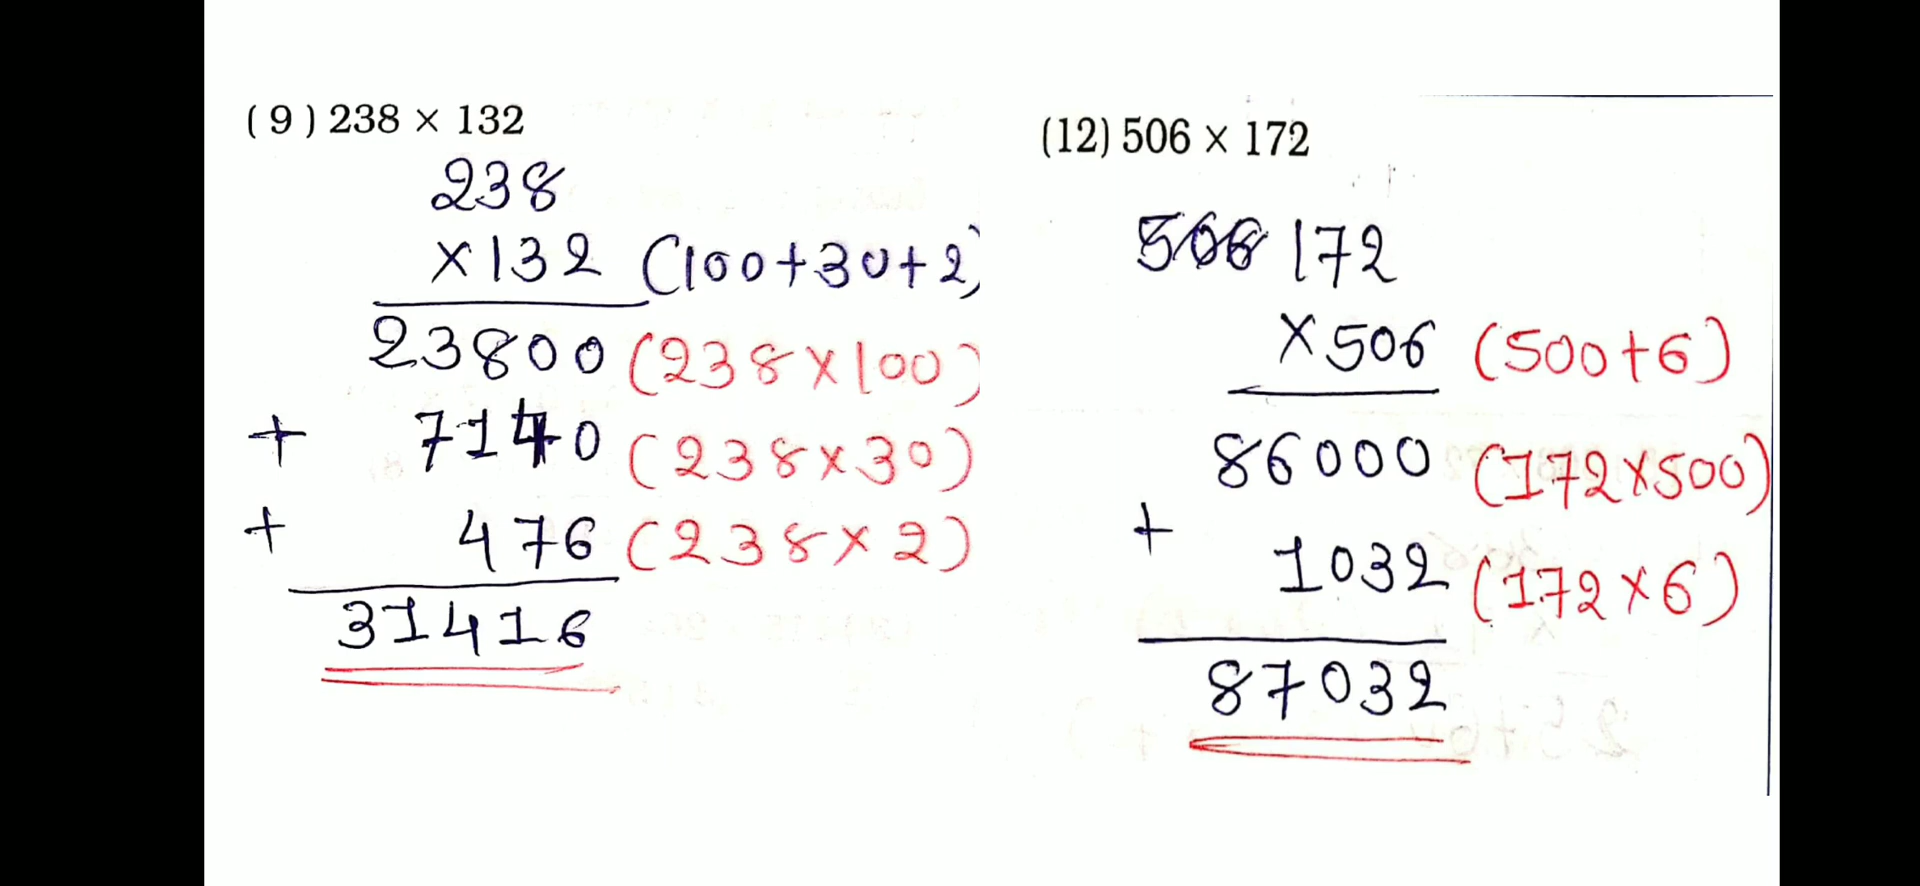 ( 9 ) 238 × 132
238
×132 (100+30+2)
23800 (238×100)
+ 7140 (238×30)
+ 476 (238×2)
31416
(12) 506 × 172
506 172
×506 (500+6)
86000 (172×500)
+ 1032 (172×6)
87032